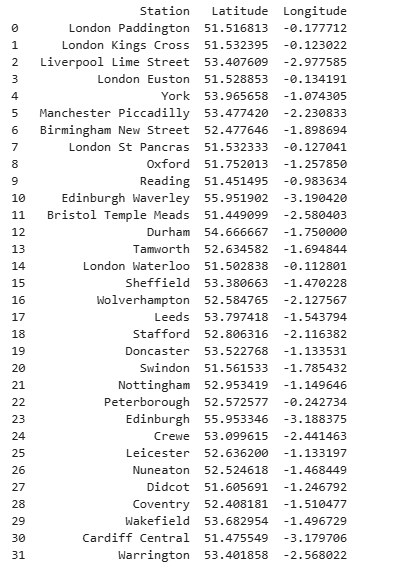 Station Latitude Longitude
0 London Paddington 51.516813 -0.177712
1 London Kings Cross 51.532395 -0.123022
2 Liverpool Lime Street 53.407609 -2.977585
3 London Euston 51.528853 -0.134191
4 York 53.965658 -1.074305
5 Manchester Piccadilly 53.477420 -2.230833
6 Birmingham New Street 52.477646 -1.898694
7 London St Pancras 51.532333 -0.127041
8 Oxford 51.752013 -1.257850
9 Reading 51.451495 -0.983634
10 Edinburgh Waverley 55.951902 -3.190420
11 Bristol Temple Meads 51.449099 -2.580403
12 Durham 54.666667 -1.750000
13 Tamworth 52.634582 -1.694844
14 London Waterloo 51.502838 -0.112801
15 Sheffield 53.380663 -1.470228
16 Wolverhampton 52.584765 -2.127567
17 Leeds 53.797418 -1.543794
18 Stafford 52.806316 -2.116382
19 Doncaster 53.522768 -1.133531
20 Swindon 51.561533 -1.785432
21 Nottingham 52.953419 -1.149646
22 Peterborough 52.572577 -0.242734
23 Edinburgh 55.953346 -3.188375
24 Crewe 53.099615 -2.441463
25 Leicester 52.636200 -1.133197
26 Nuneaton 52.524618 -1.468449
27 Didcot 51.605691 -1.246792
28 Coventry 52.408181 -1.510477
29 Wakefield 53.682954 -1.496729
30 Cardiff Central 51.475549 -3.179706
31 Warrington 53.401858 -2.568022